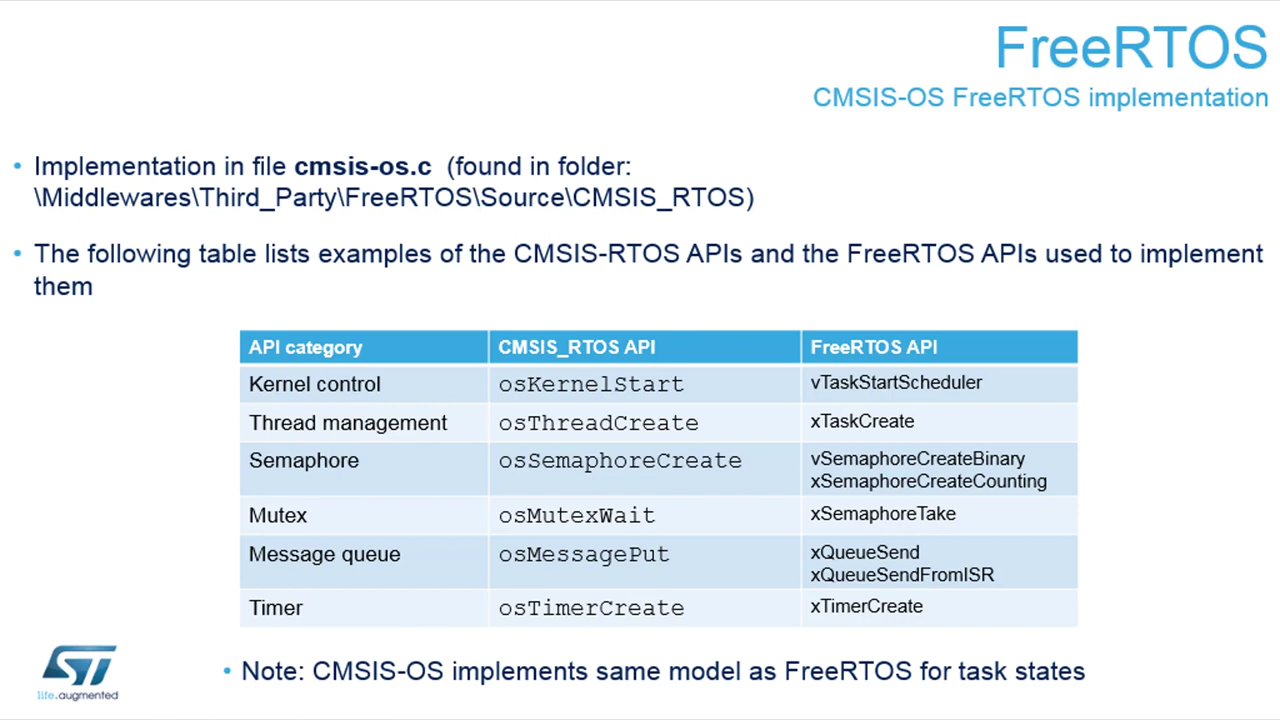 FreeRTOS
CMSIS-OS FreeRTOS implementation
• Implementation in file cmsis-os.c (found in folder:
\Middlewares\Third_Party\FreeRTOS\Source\CMSIS_RTOS)
• The following table lists examples of the CMSIS-RTOS APIs and the FreeRTOS APIs used to implement
them
API category CMSIS_RTOS API FreeRTOS API
Kernel control osKernelStart vTaskStartScheduler
Thread management osThreadCreate xTaskCreate
Semaphore osSemaphoreCreate vSemaphoreCreateBinary
xSemaphoreCreateCounting
Mutex osMutexWait xSemaphoreTake
Message queue osMessagePut xQueueSend
xQueueSendFromISR
Timer osTimerCreate xTimerCreate
ST
life.augmented
• Note: CMSIS-OS implements same model as FreeRTOS for task states